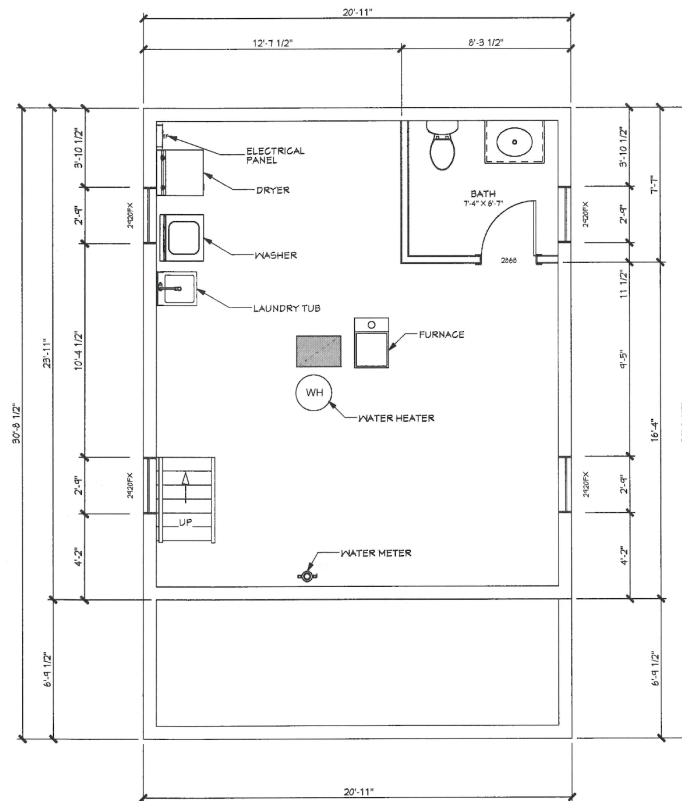 20'-11"
12'-7 1/2"
8'-3 1/2"
3'-10 1/2"
2'-9"
10'-4 1/2"
2'-9"
4'-2"
23'-11"
6'-9 1/2"
30'-8 1/2"
2920FX
2920FX
ELECTRICAL
PANEL
DRYER
WASHER
LAUNDRY TUB
BATH
7'-4" X 6'-7"
2868
FURNACE
WH
WATER HEATER
UP
WATER METER
2920FX
2920FX
3'-10 1/2"
2'-9"
11 1/2"
9'-5"
2'-9"
4'-2"
7'-7"
16'-4"
6'-9 1/2"
20'-11"